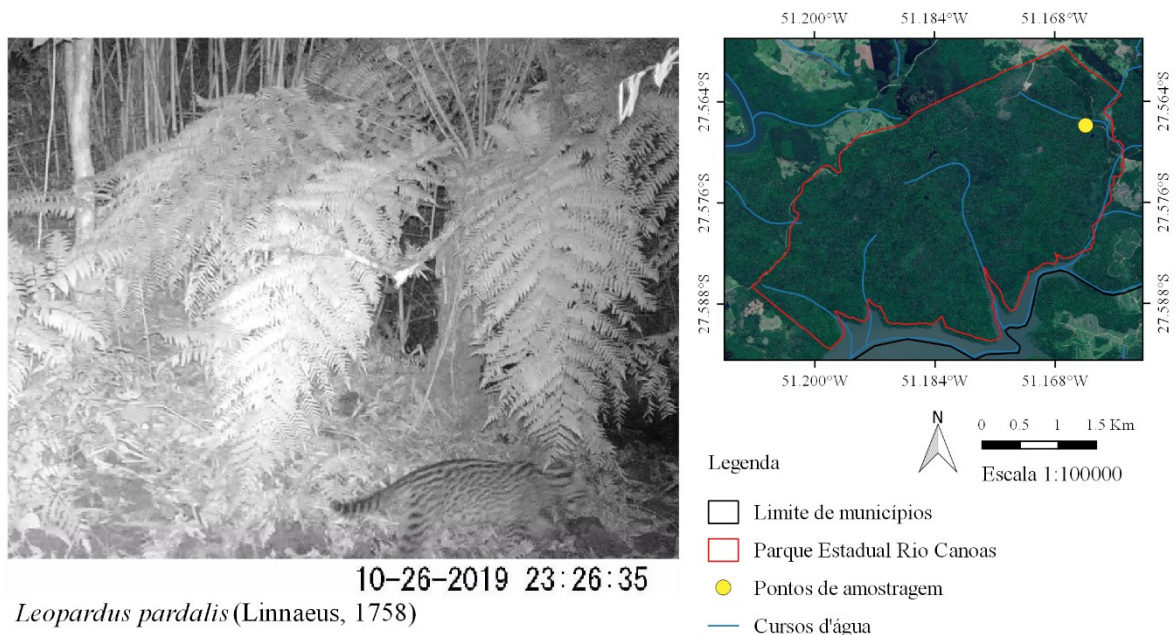 10-26-2019 23:26:35
Leopardus pardalis (Linnaeus, 1758)
51.200°W 51.184°W 51.168°W
27.564°S 27.564°S
27.576°S 27.576°S
27.588°S 27.588°S
51.200°W 51.184°W 51.168°W
N
0 0.5 1 1.5 Km
Escala 1:100000
Legenda
Limite de municípios
Parque Estadual Rio Canoas
Pontos de amostragem
Cursos d'água